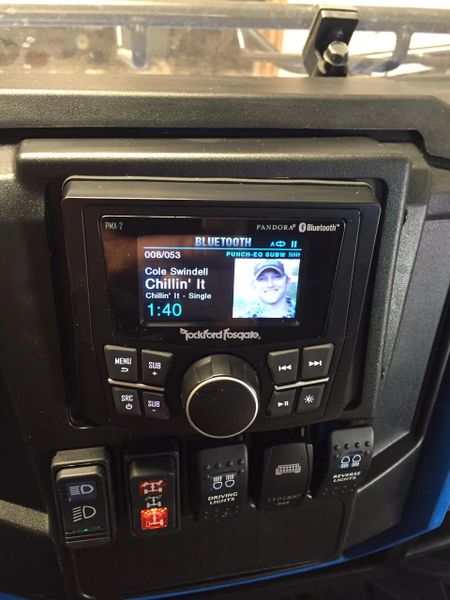 PMX-2 PANDORA Bluetooth
BLUETOOTH A
008/053 PUNCH-EQ SUBW
Cole Swindell
Chillin' It
Chillin' It - Single
1:40
Rockford Fosgate
MENU SUB +
SRC SUB -
DRIVING LIGHTS
LED LIGHT BAR
REVERSE LIGHTS